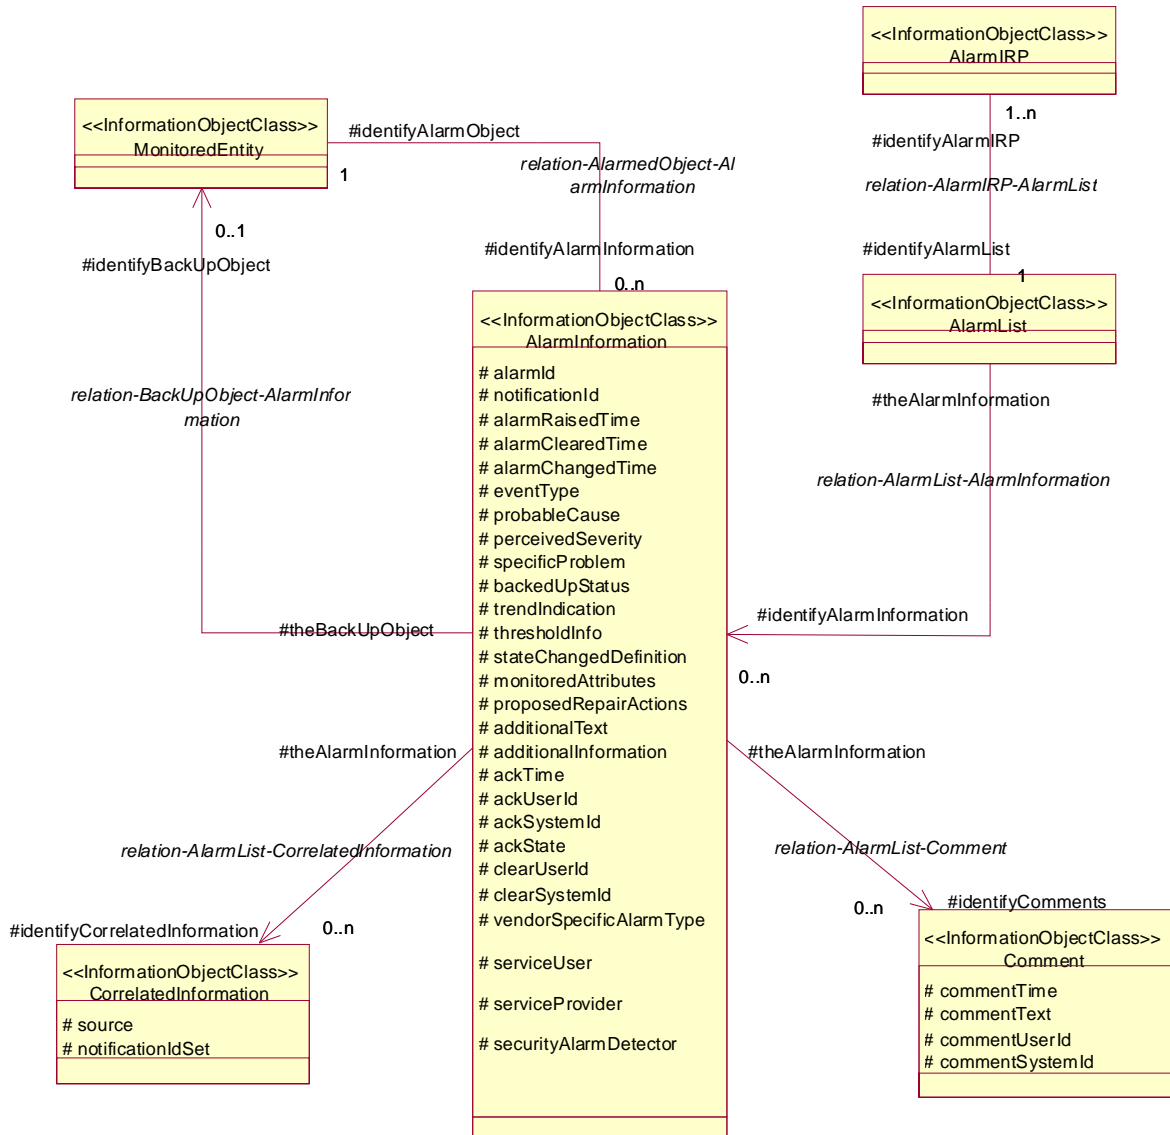 <<InformationObjectClass>>
AlarmIRP
1..n
#identifyAlarmIRP
relation-AlarmIRP-AlarmList
#identifyAlarmList
1
<<InformationObjectClass>>
AlarmList
#theAlarmInformation
relation-AlarmList-AlarmInformation
#identifyAlarmInformation
0..n
<<InformationObjectClass>>
MonitoredEntity
#identifyAlarmObject
1
relation-AlarmedObject-Al
armInformation
#identifyAlarmInformation
0..n
0..1
#identifyBackUpObject
relation-BackUpObject-AlarmInfor
mation
#theBackUpObject
<<InformationObjectClass>>
AlarmInformation
# alarmId
# notificationId
# alarmRaisedTime
# alarmClearedTime
# alarmChangedTime
# eventType
# probableCause
# perceivedSeverity
# specificProblem
# backedUpStatus
# trendIndication
# thresholdInfo
# stateChangedDefinition
# monitoredAttributes
# proposedRepairActions
# additionalText
# additionalInformation
# ackTime
# ackUserId
# ackSystemId
# ackState
# clearUserId
# clearSystemId
# vendorSpecificAlarmType
# serviceUser
# serviceProvider
# securityAlarmDetector
#theAlarmInformation
relation-AlarmList-CorrelatedInformation
#identifyCorrelatedInformation
0..n
<<InformationObjectClass>>
CorrelatedInformation
# source
# notificationIdSet
#theAlarmInformation
relation-AlarmList-Comment
0..n
#identifyComments
<<InformationObjectClass>>
Comment
# commentTime
# commentText
# commentUserId
# commentSystemId